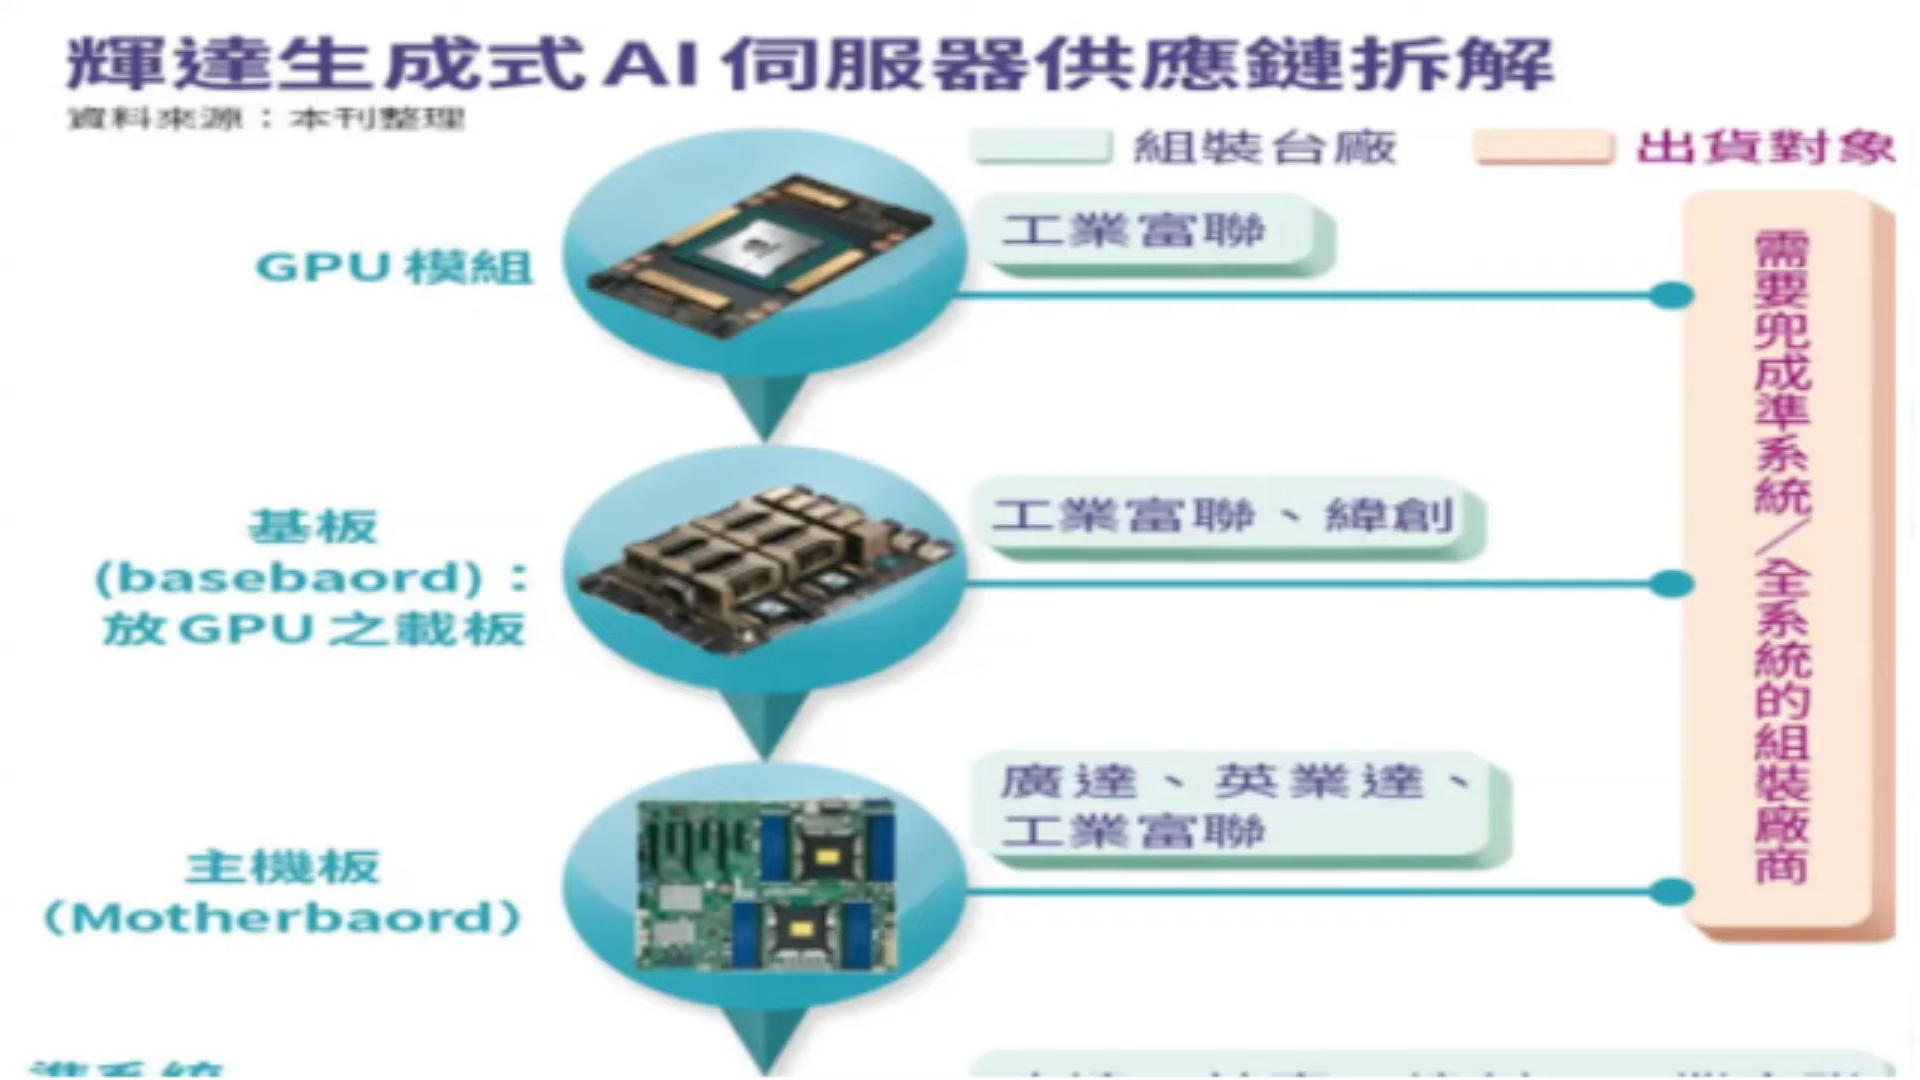 輝達生成式AI伺服器供應鏈拆解
資料來源：本刊整理
組裝台廠
出貨對象
GPU模組
工業富聯
需要兜成準系統／全系統的組裝廠商
基板
(basebaord)：
放GPU之載板
工業富聯、緯創
主機板
（Motherbaord）
廣達、英業達、
工業富聯
準系統